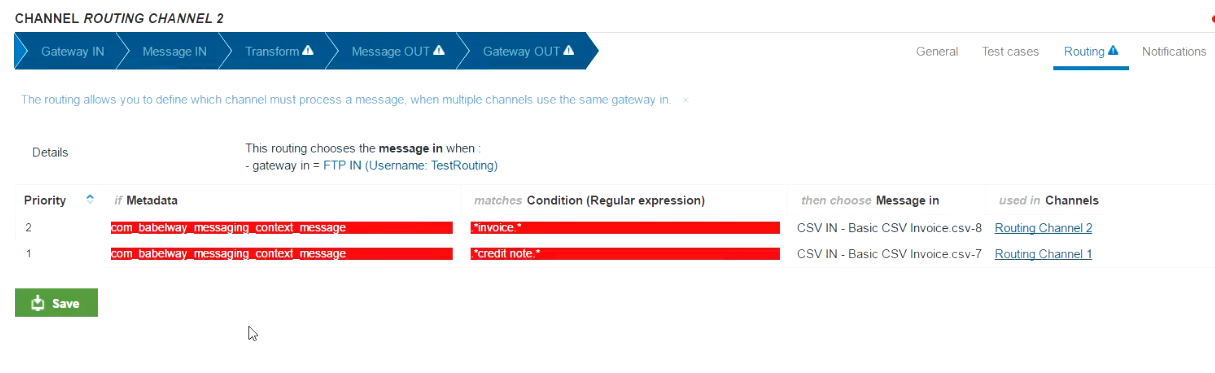 CHANNEL ROUTING CHANNEL 2
Gateway IN Message IN Transform Message OUT Gateway OUT General Test cases Routing Notifications
The routing allows you to define which channel must process a message, when multiple channels use the same gateway in. ×
Details
This routing chooses the message in when :
- gateway in = FTP IN (Username: TestRouting)
Priority if Metadata matches Condition (Regular expression) then choose Message in used in Channels
2 com_babelway_messaging_context_message .*invoice.* CSV IN - Basic CSV Invoice.csv-8 Routing Channel 2
1 com_babelway_messaging_context_message .*credit note.* CSV IN - Basic CSV Invoice.csv-7 Routing Channel 1
Save